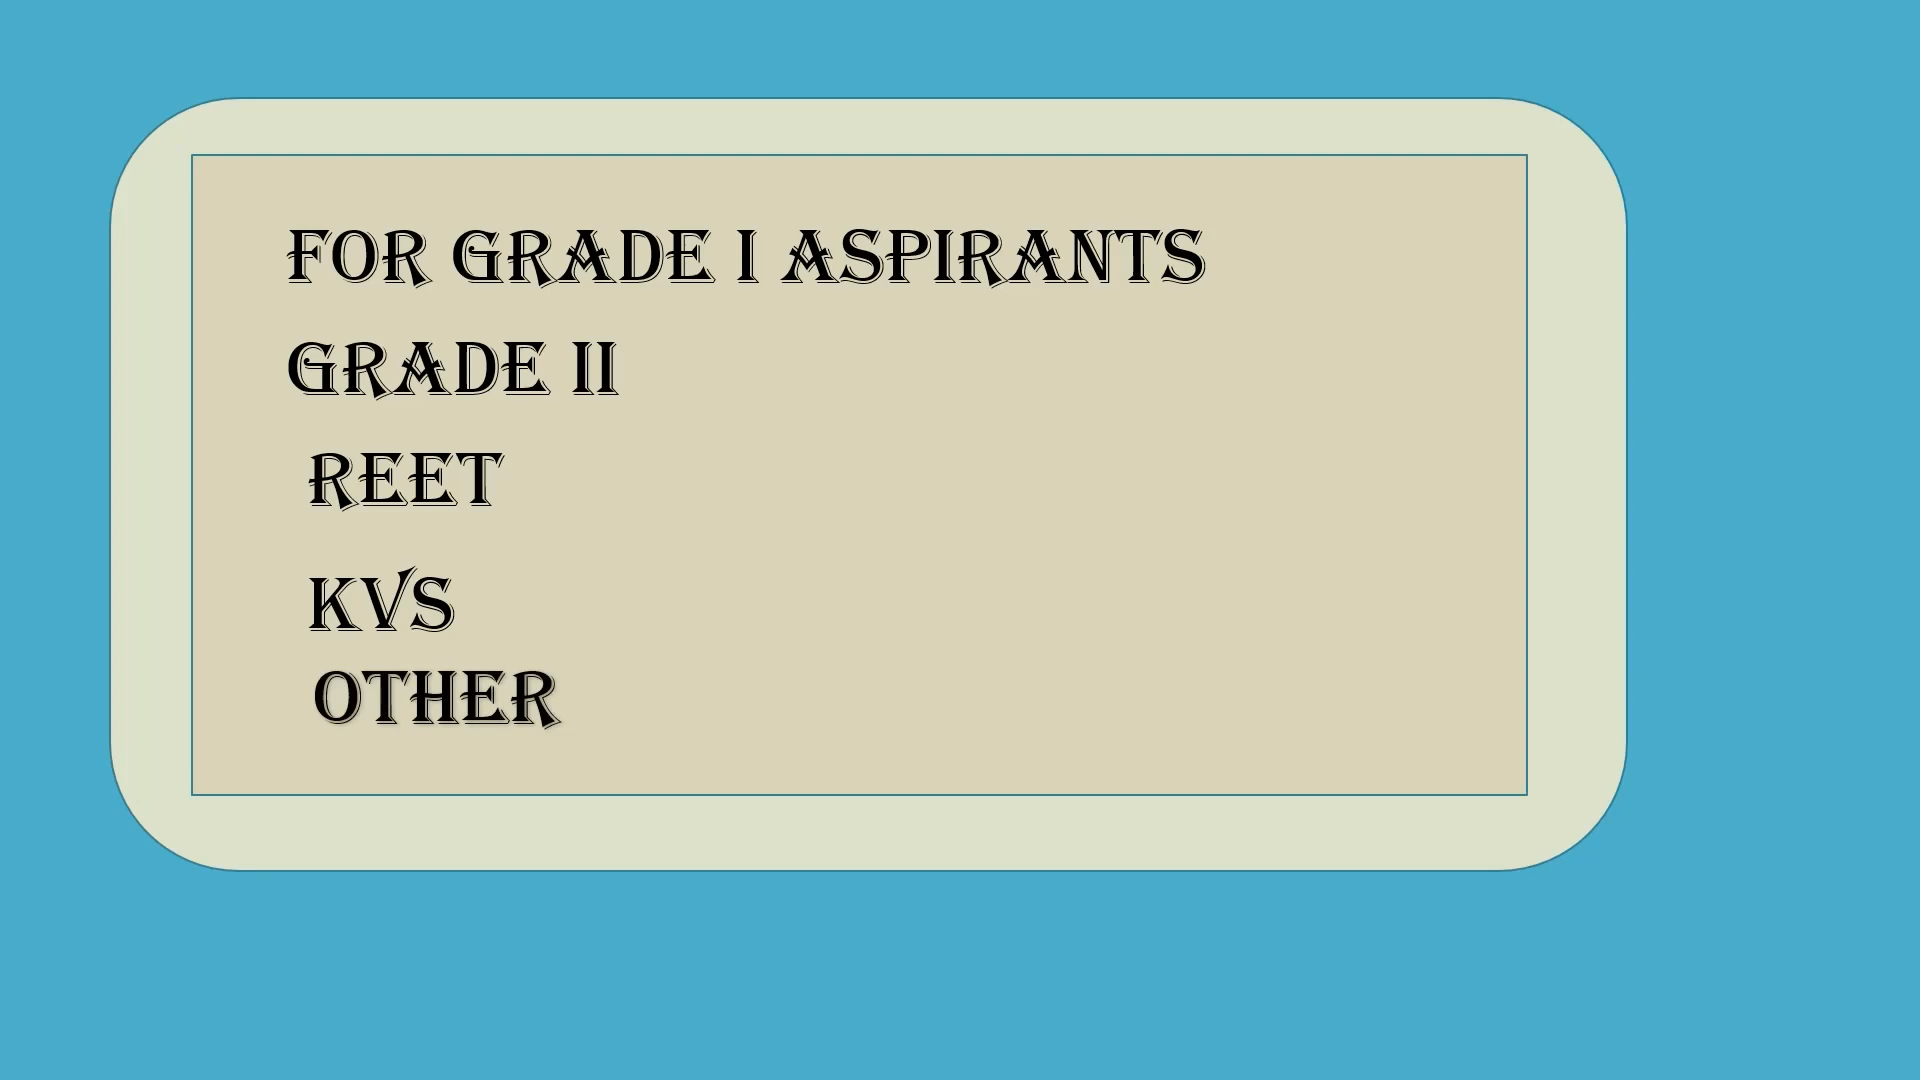 FOR GRADE I ASPIRANTS
GRADE II
REET
KVS
OTHER